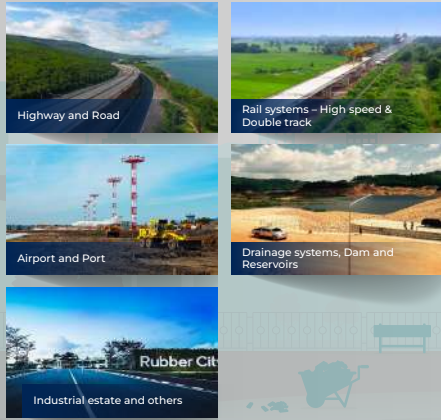 Highway and Road
Rail systems – High speed &
Double track
Airport and Port
Drainage systems, Dam and
Reservoirs
Rubber Cit
Industrial estate and others